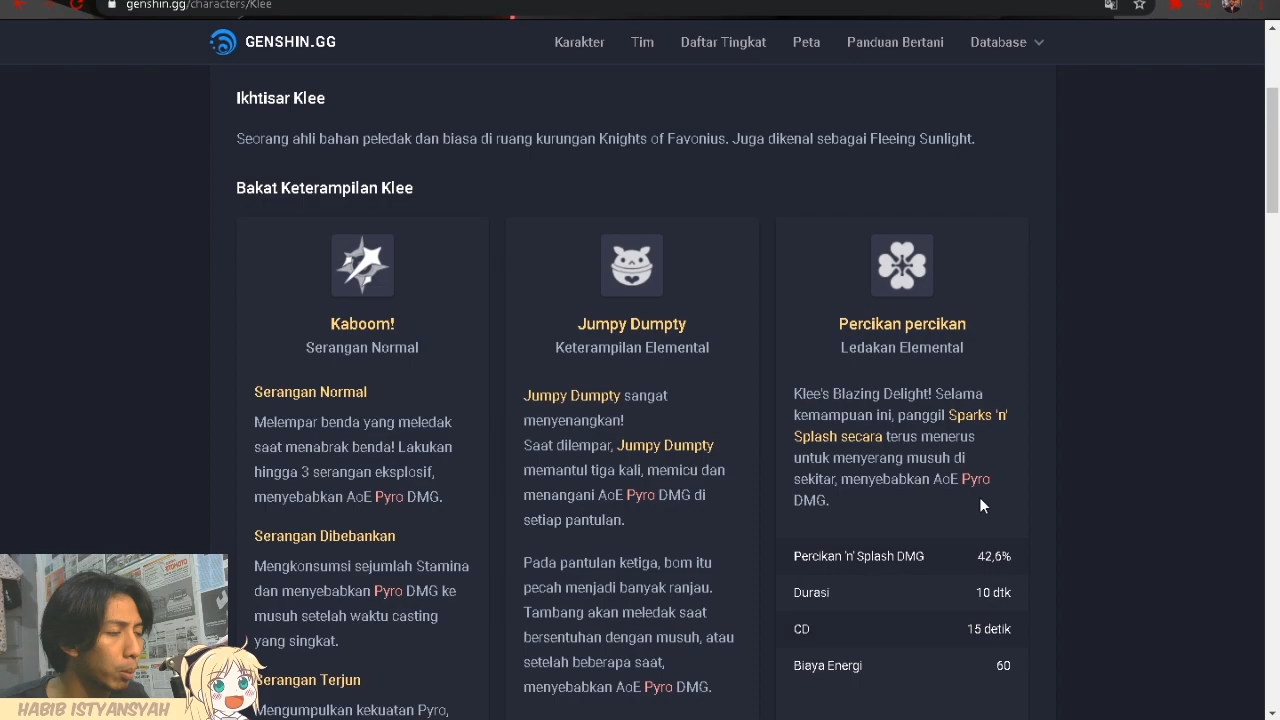 genshin.gg/characters/Klee
GENSHIN.GG
Karakter
Tim
Daftar Tingkat
Peta
Panduan Bertani
Database
Ikhtisar Klee
Seorang ahli bahan peledak dan biasa di ruang kurungan Knights of Favonius. Juga dikenal sebagai Fleeing Sunlight.
Bakat Keterampilan Klee
Kaboom!
Serangan Normal
Serangan Normal
Melempar benda yang meledak
saat menabrak benda! Lakukan
hingga 3 serangan eksplosif,
menyebabkan AoE Pyro DMG.
Serangan Dibebankan
Mengkonsumsi sejumlah Stamina
dan menyebabkan Pyro DMG ke
musuh setelah waktu casting
yang singkat.
Serangan Terjun
Mengumpulkan kekuatan Pyro,
Jumpy Dumpty
Keterampilan Elemental
Jumpy Dumpty sangat
menyenangkan!
Saat dilempar, Jumpy Dumpty
memantul tiga kali, memicu dan
menangani AoE Pyro DMG di
setiap pantulan.
Pada pantulan ketiga, bom itu
pecah menjadi banyak ranjau.
Tambang akan meledak saat
bersentuhan dengan musuh, atau
setelah beberapa saat,
menyebabkan AoE Pyro DMG.
Percikan percikan
Ledakan Elemental
Klee's Blazing Delight! Selama
kemampuan ini, panggil Sparks 'n'
Splash secara terus menerus
untuk menyerang musuh di
sekitar, menyebabkan AoE Pyro
DMG.
Percikan 'n' Splash DMG 42,6%
Durasi 10 dtk
CD 15 detik
Biaya Energi 60
HABIB ISTYANSYAH